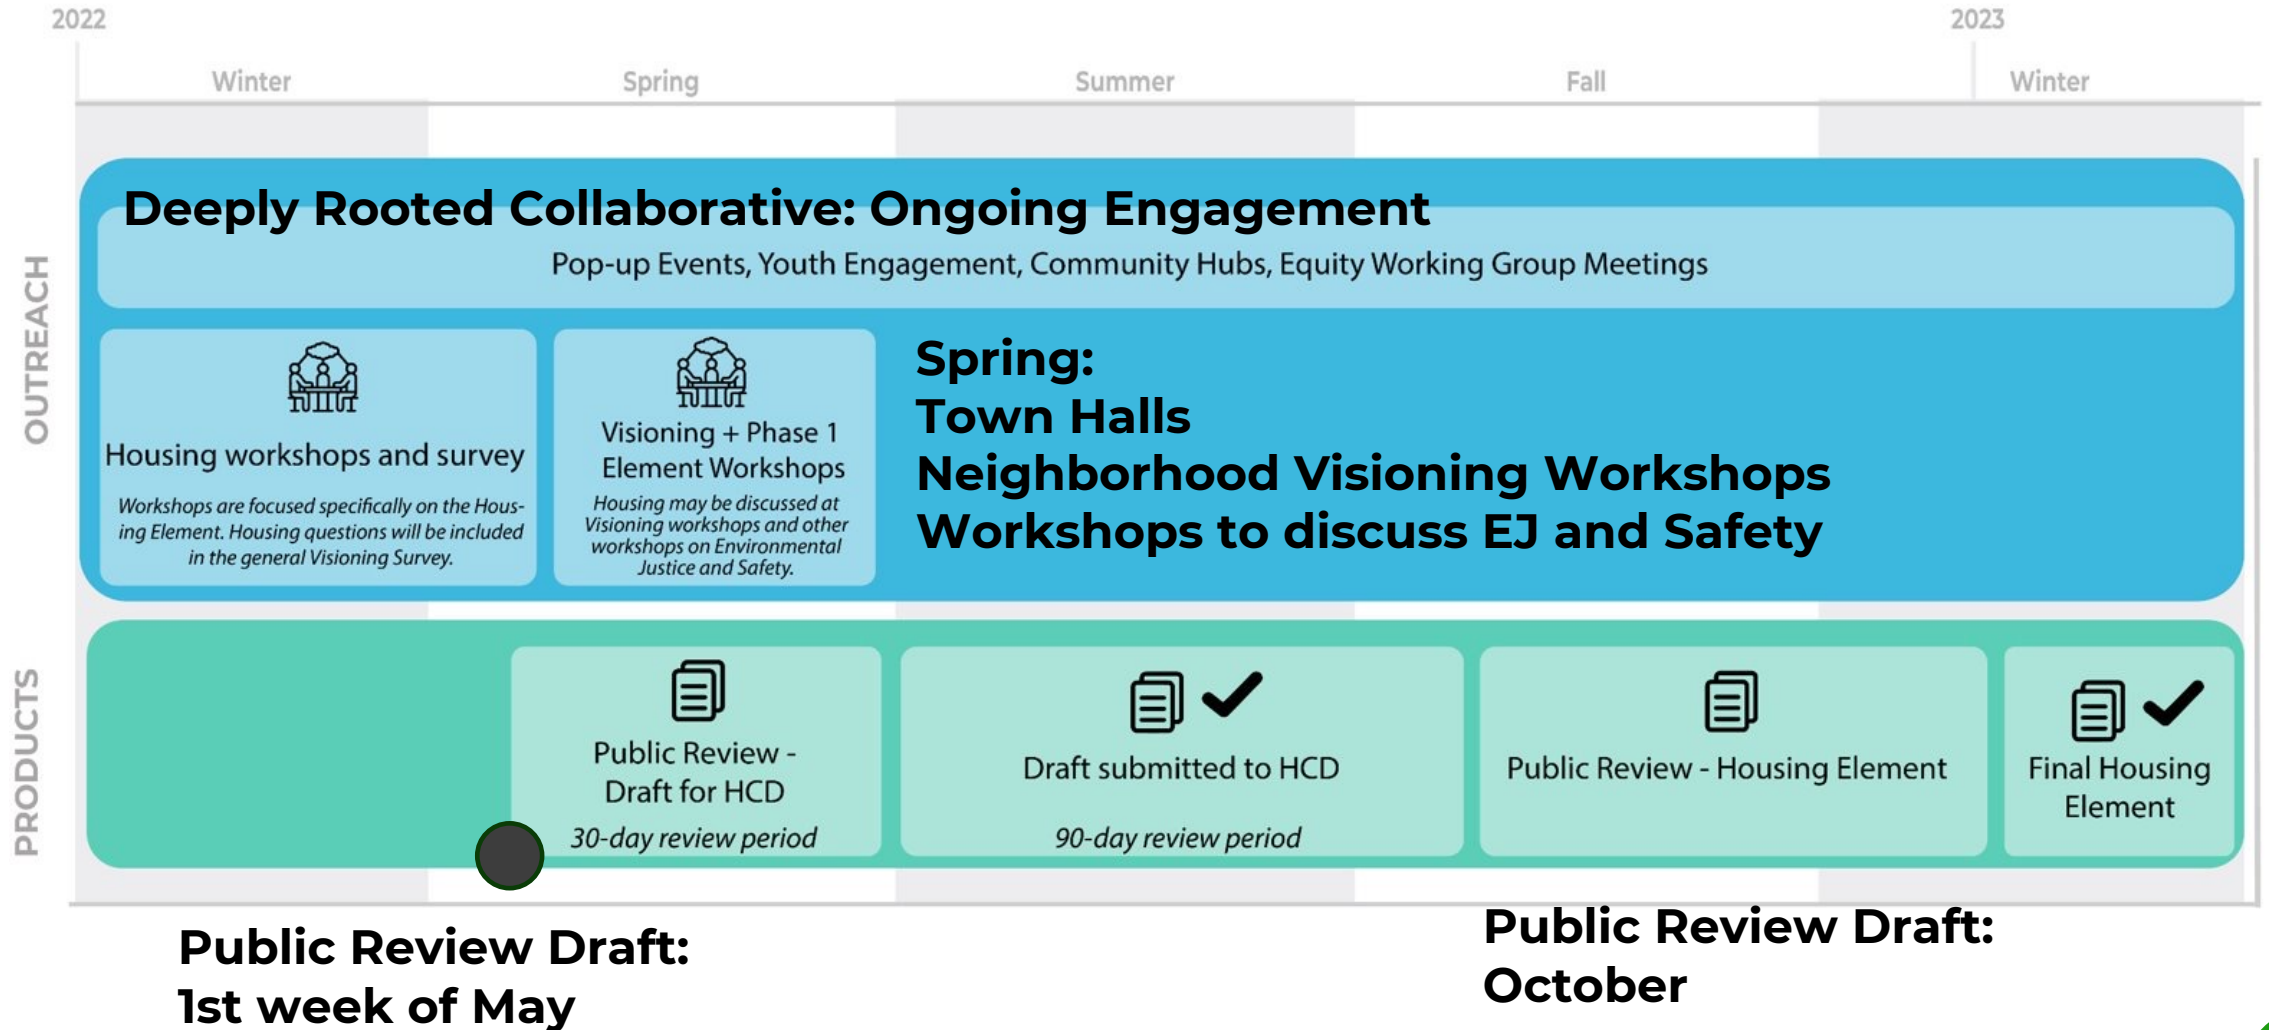 2022
2023
Winter
Spring
Summer
Fall
Winter
OUTREACH
Deeply Rooted Collaborative: Ongoing Engagement
Pop-up Events, Youth Engagement, Community Hubs, Equity Working Group Meetings
Housing workshops and survey
Workshops are focused specifically on the Hous-
ing Element. Housing questions will be included
in the general Visioning Survey.
Visioning + Phase 1
Element Workshops
Housing may be discussed at
Visioning workshops and other
workshops on Environmental
Justice and Safety.
Spring:
Town Halls
Neighborhood Visioning Workshops
Workshops to discuss EJ and Safety
PRODUCTS
Public Review -
Draft for HCD
30-day review period
Draft submitted to HCD
90-day review period
Public Review - Housing Element
Final Housing
Element
Public Review Draft:
1st week of May
Public Review Draft:
October